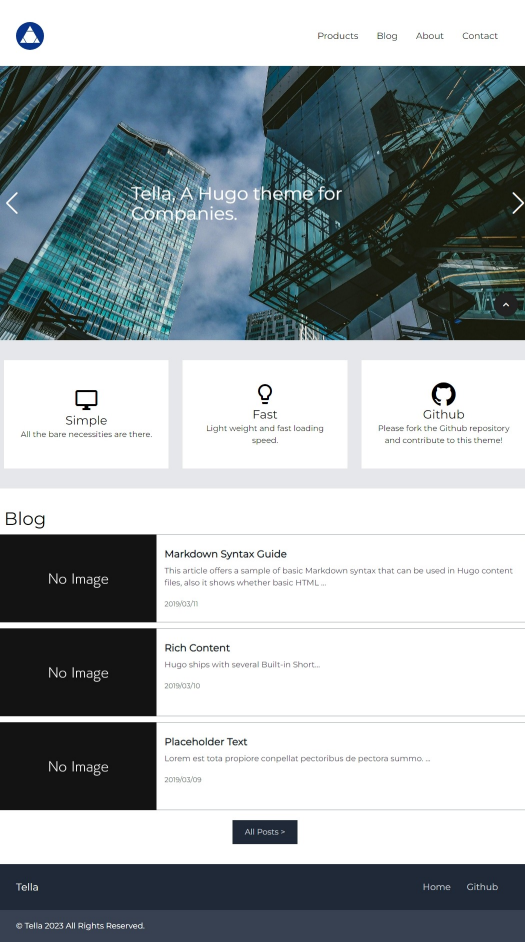 Products Blog About Contact
Tella, A Hugo theme for
Companies.
Simple
All the bare necessities are there.
Fast
Light weight and fast loading
speed.
Github
Please fork the Github repository
and contribute to this theme!
Blog
No Image
Markdown Syntax Guide
This article offers a sample of basic Markdown syntax that can be used in Hugo content
files, also it shows whether basic HTML ...
2019/03/11
No Image
Rich Content
Hugo ships with several Built-in Short...
2019/03/10
No Image
Placeholder Text
Lorem est tota propiore conpellat pectoribus de pectora summo. ...
2019/03/09
All Posts >
Tella Home Github
© Tella 2023 All Rights Reserved.